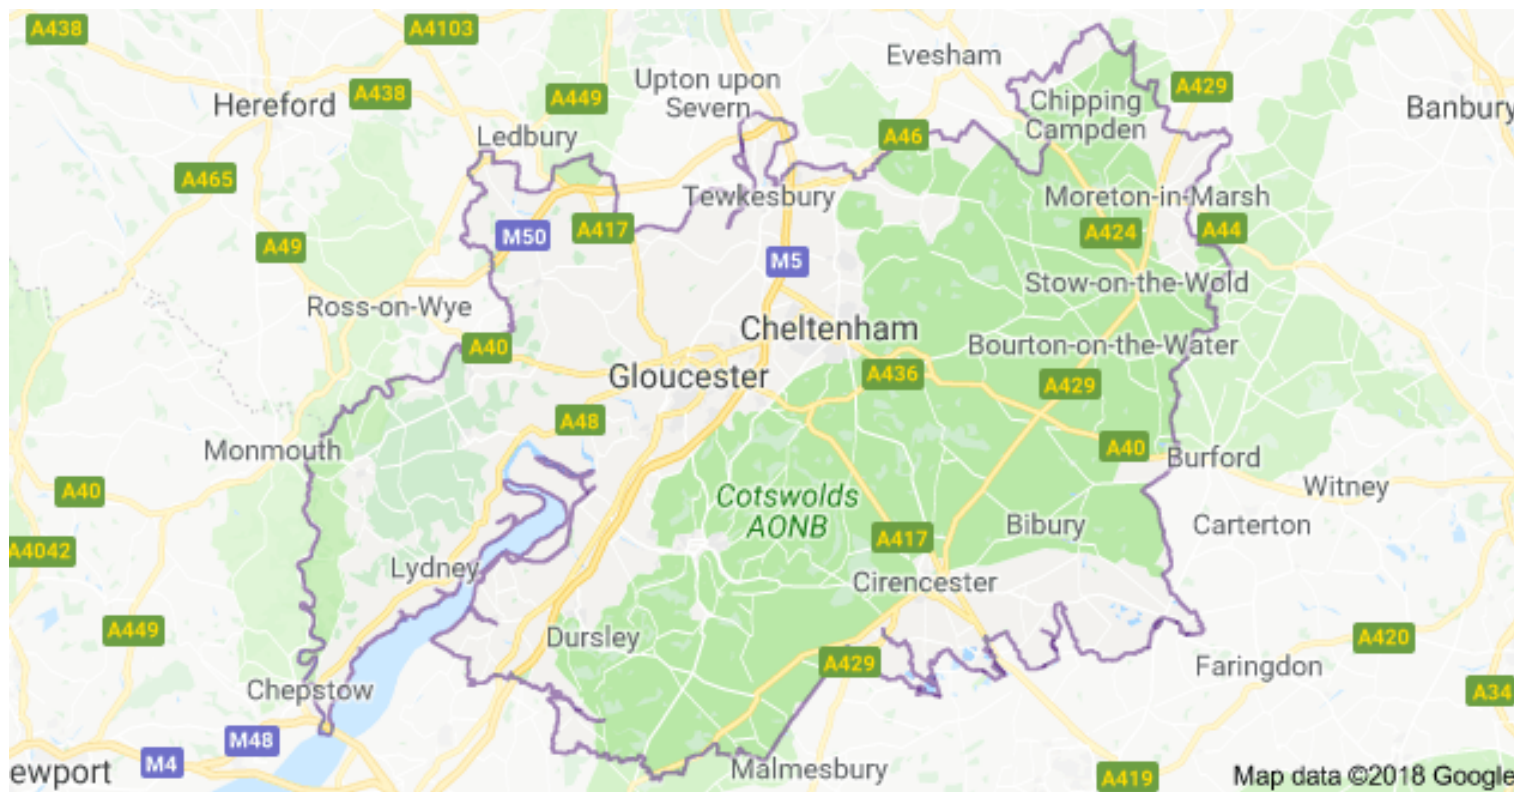 A438
A4103
Evesham
Upton upon
Severn
A429
Hereford
A438
A449
Chipping
Campden
Banbury
Ledbury
A46
A465
Tewkesbury
Moreton-in-Marsh
A49
M50
A417
A424
A44
M5
Stow-on-the-Wold
Ross-on-Wye
Cheltenham
A40
Bourton-on-the-Water
Gloucester
A436
A429
A48
Monmouth
A40
Burford
A40
Cotswolds
AONB
Witney
A4042
Bibury
Carterton
A417
Lydney
Cirencester
A449
Dursley
A420
A429
Faringdon
Chepstow
A34
M48
M4
ewport
Malmesbury
A419
Map data ©2018 Google